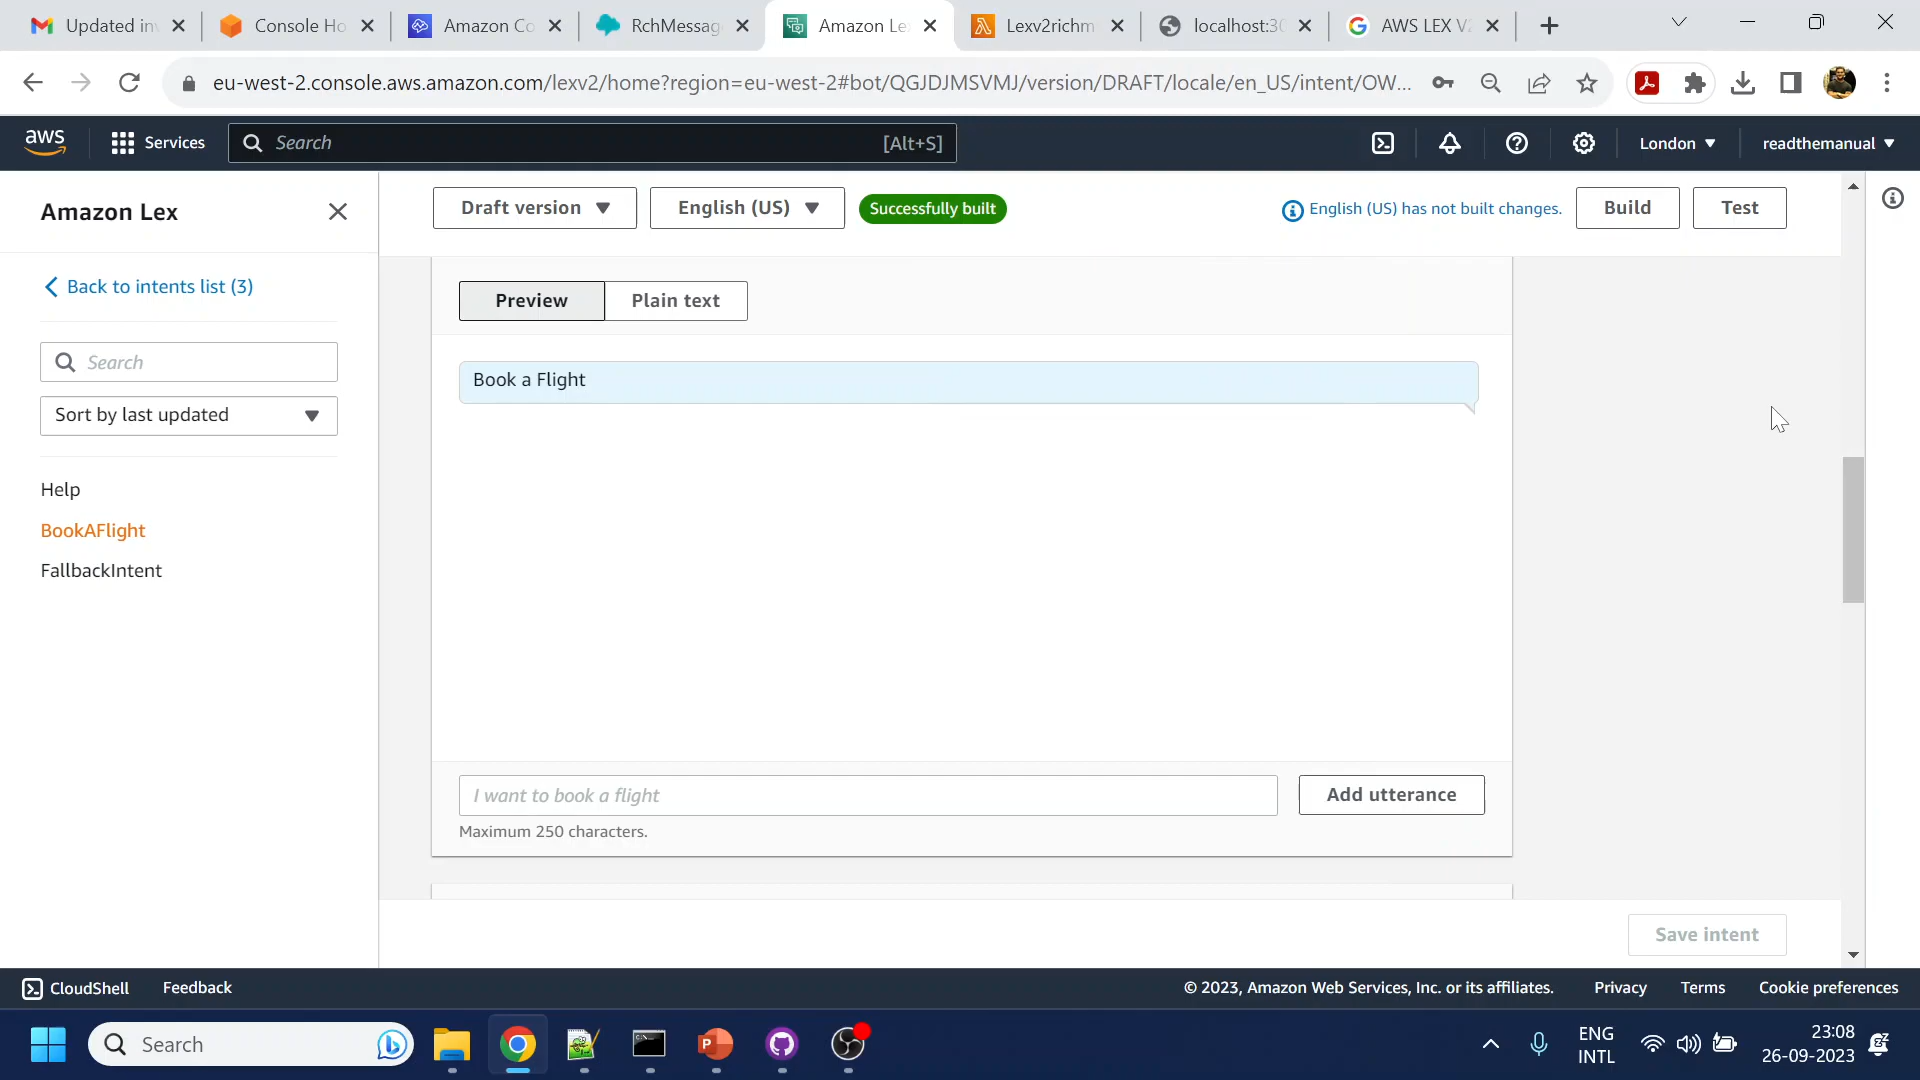 Updated in
Console Ho
Amazon Co
RchMessag
Amazon Le
Lexv2richm
localhost:30
AWS LEX V2
eu-west-2.console.aws.amazon.com/lexv2/home?region=eu-west-2#bot/QGJDJMSVMJ/version/DRAFT/locale/en_US/intent/OW...
aws
Services
Search
[Alt+S]
London
readthemanual
Amazon Lex
Draft version
English (US)
Successfully built
English (US) has not built changes.
Build
Test
Back to intents list (3)
Search
Sort by last updated
Help
BookAFlight
FallbackIntent
Preview
Plain text
Book a Flight
I want to book a flight
Add utterance
Maximum 250 characters.
Save intent
CloudShell
Feedback
© 2023, Amazon Web Services, Inc. or its affiliates.
Privacy
Terms
Cookie preferences
Search
ENG
INTL
23:08
26-09-2023